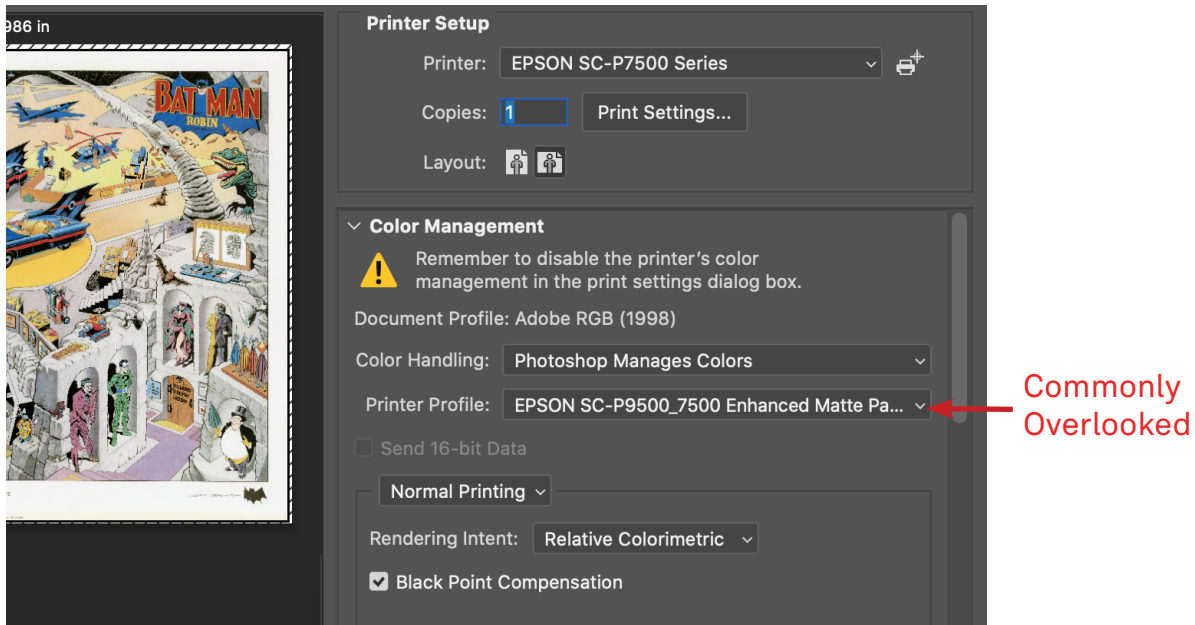 986 in
BATMAN
ROBIN
Printer Setup
Printer: EPSON SC-P7500 Series
Copies: 1 Print Settings...
Layout:
Color Management
Remember to disable the printer's color
management in the print settings dialog box.
Document Profile: Adobe RGB (1998)
Color Handling: Photoshop Manages Colors
Printer Profile: EPSON SC-P9500_7500 Enhanced Matte Pa...
Send 16-bit Data
Normal Printing
Rendering Intent: Relative Colorimetric
Black Point Compensation
Commonly
Overlooked